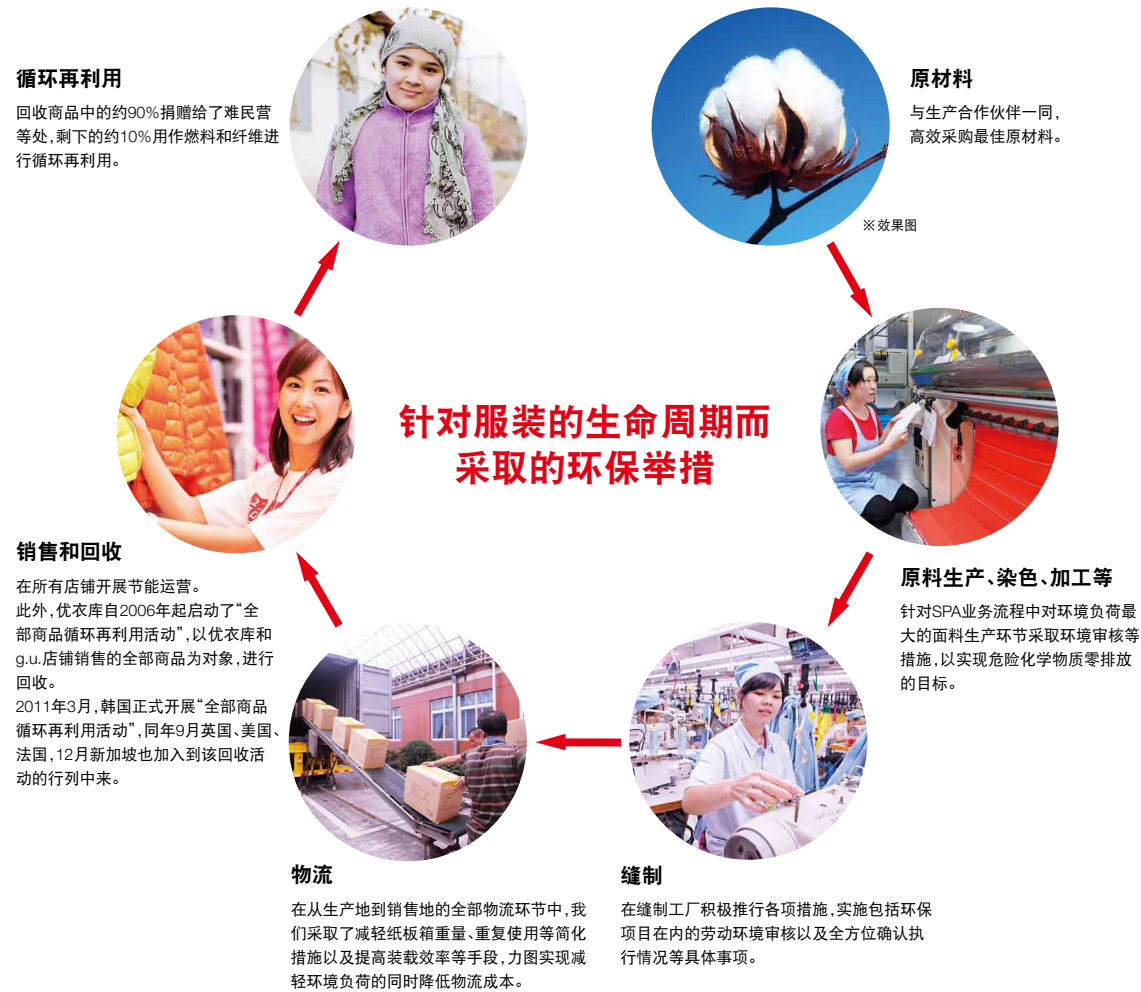 针对服装的生命周期而
采取的环保举措
原材料
与生产合作伙伴一同，
高效采购最佳原材料。
※效果图
原料生产、染色、加工等
针对SPA业务流程中对环境负荷最
大的面料生产环节采取环境审核等
措施，以实现危险化学物质零排放
的目标。
缝制
在缝制工厂积极推行各项措施，实施包括环保
项目在内的劳动环境审核以及全方位确认执
行情况等具体事项。
物流
在从生产地到销售地的全部物流环节中，我
们采取了减轻纸板箱重量、重复使用等简化
措施以及提高装载效率等手段，力图实现减
轻环境负荷的同时降低物流成本。
销售和回收
在所有店铺开展节能运营。
此外，优衣库自2006年起启动了“全
部商品循环再利用活动”，以优衣库和
g.u.店铺销售的全部商品为对象，进行
回收。
2011年3月，韩国正式开展“全部商品
循环再利用活动”，同年9月英国、美国、
法国，12月新加坡也加入到该回收活
动的行列中来。
循环再利用
回收商品中的约90%捐赠给了难民营
等处，剩下的约10%用作燃料和纤维进
行循环再利用。